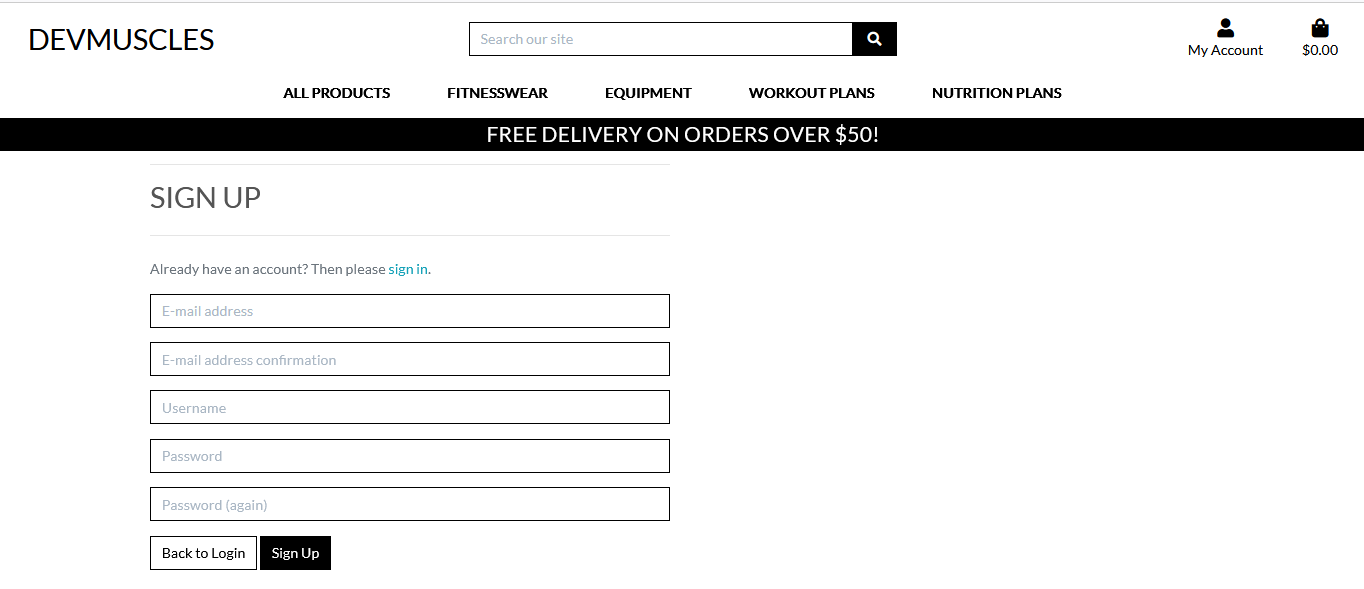 DEVMUSCLES
Search our site
My Account
$0.00
ALL PRODUCTS FITNESSWEAR EQUIPMENT WORKOUT PLANS NUTRITION PLANS
FREE DELIVERY ON ORDERS OVER $50!
SIGN UP
Already have an account? Then please sign in.
E-mail address
E-mail address confirmation
Username
Password
Password (again)
Back to Login Sign Up